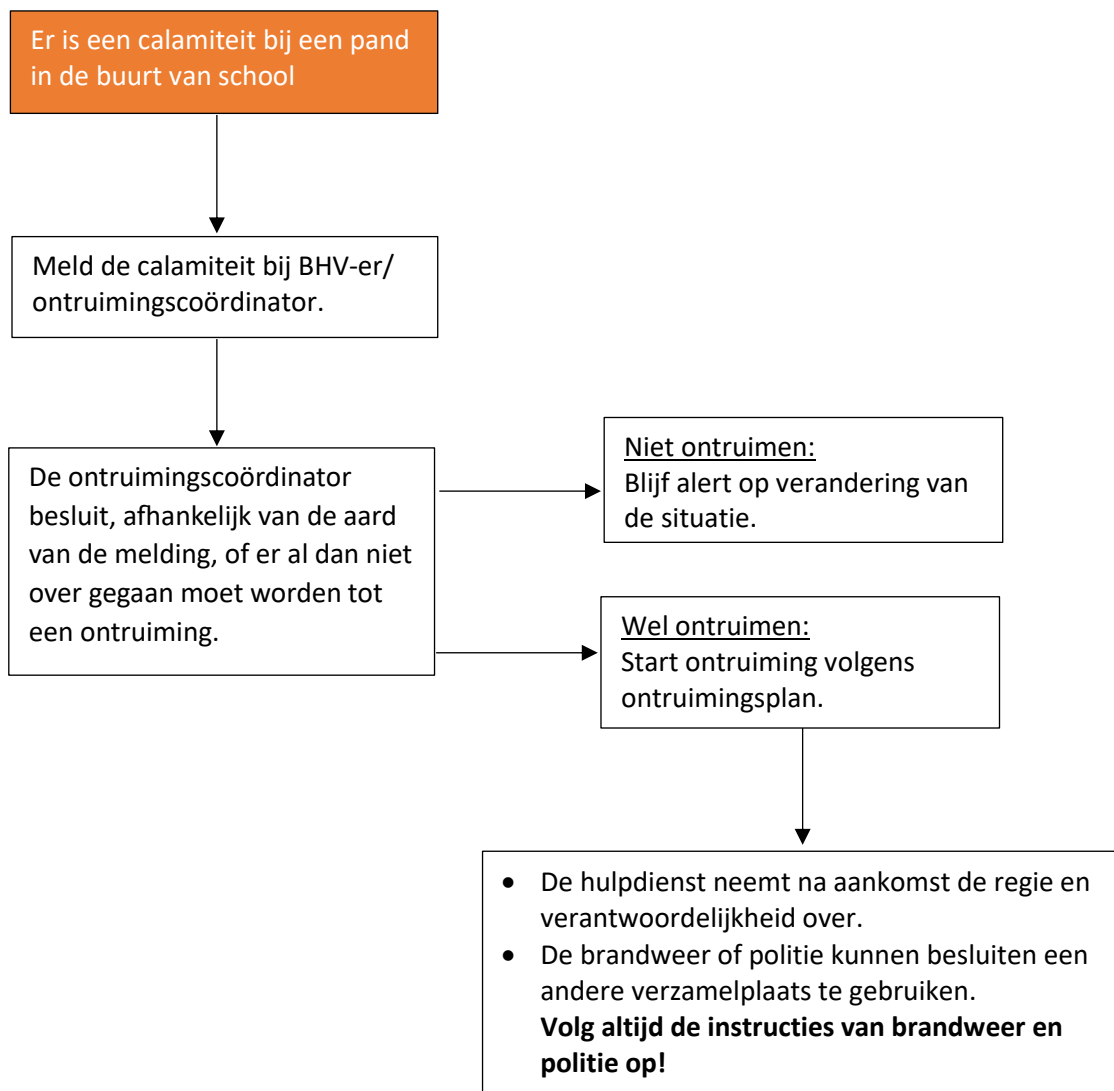 Er is een calamiteit bij een pand
in de buurt van school
Meld de calamiteit bij BHV-er/
ontruimingscoördinator.
De ontruimingscoördinator
besluit, afhankelijk van de aard
van de melding, of er al dan niet
over gegaan moet worden tot
een ontruiming.
Niet ontruimen:
Blijf alert op verandering van
de situatie.
Wel ontruimen:
Start ontruiming volgens
ontruimingsplan.
• De hulpdienst neemt na aankomst de regie en
verantwoordelijkheid over.
• De brandweer of politie kunnen besluiten een
andere verzamelplaats te gebruiken.
Volg altijd de instructies van brandweer en
politie op!